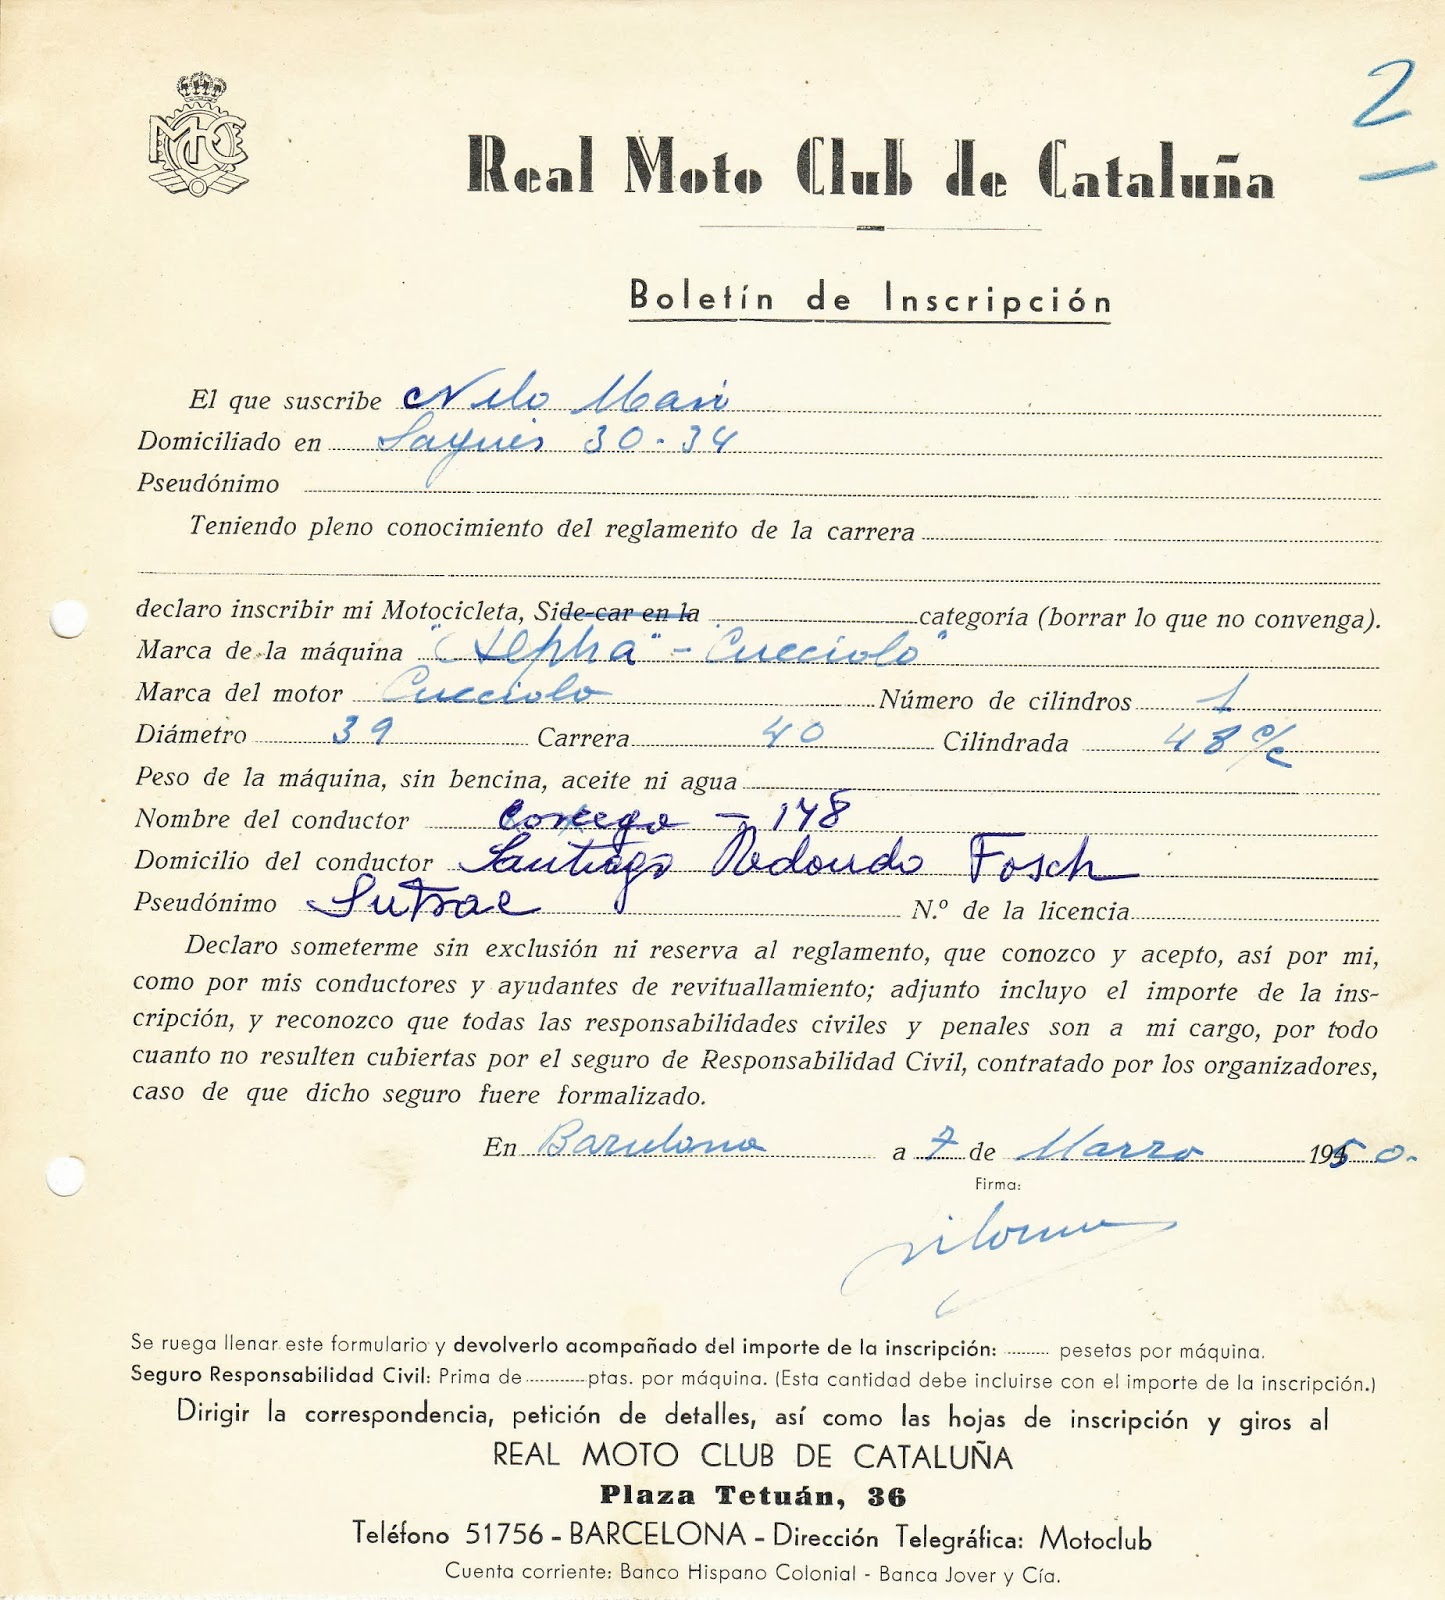 2
MCC
Real Moto Club de Cataluña
Boletín de Inscripción
El que suscribe Nilo Masó
Domiciliado en Sagués 30-34
Pseudónimo
Teniendo pleno conocimiento del reglamento de la carrera
declaro inscribir mi Motocicleta, Side-car en la categoría (borrar lo que no convenga).
Marca de la máquina "Alpha" - Cucciolo"
Marca del motor Cucciolo Número de cilindros 1
Diámetro 39 Carrera 40 Cilindrada 48 c/c
Peso de la máquina, sin bencina, aceite ni agua
Nombre del conductor - 148
Domicilio del conductor Santiago Redondo Fosch
Pseudónimo Sutrac N.º de la licencia
Declaro someterme sin exclusión ni reserva al reglamento, que conozco y acepto, así por mi,
como por mis conductores y ayudantes de revituallamiento; adjunto incluyo el importe de la ins-
cripción, y reconozco que todas las responsabilidades civiles y penales son a mi cargo, por todo
cuanto no resulten cubiertas por el seguro de Responsabilidad Civil, contratado por los organizadores,
caso de que dicho seguro fuere formalizado.
En Barcelona a 7 de Marzo 1950.
Firma:
Se ruega llenar este formulario y devolverlo acompañado del importe de la inscripción: pesetas por máquina.
Seguro Responsabilidad Civil: Prima de ptas. por máquina. (Esta cantidad debe incluirse con el importe de la inscripción.)
Dirigir la correspondencia, petición de detalles, así como las hojas de inscripción y giros al
REAL MOTO CLUB DE CATALUÑA
Plaza Tetuán, 36
Teléfono 51756 - BARCELONA - Dirección Telegráfica: Motoclub
Cuenta corriente: Banco Hispano Colonial - Banca Jover y Cía.